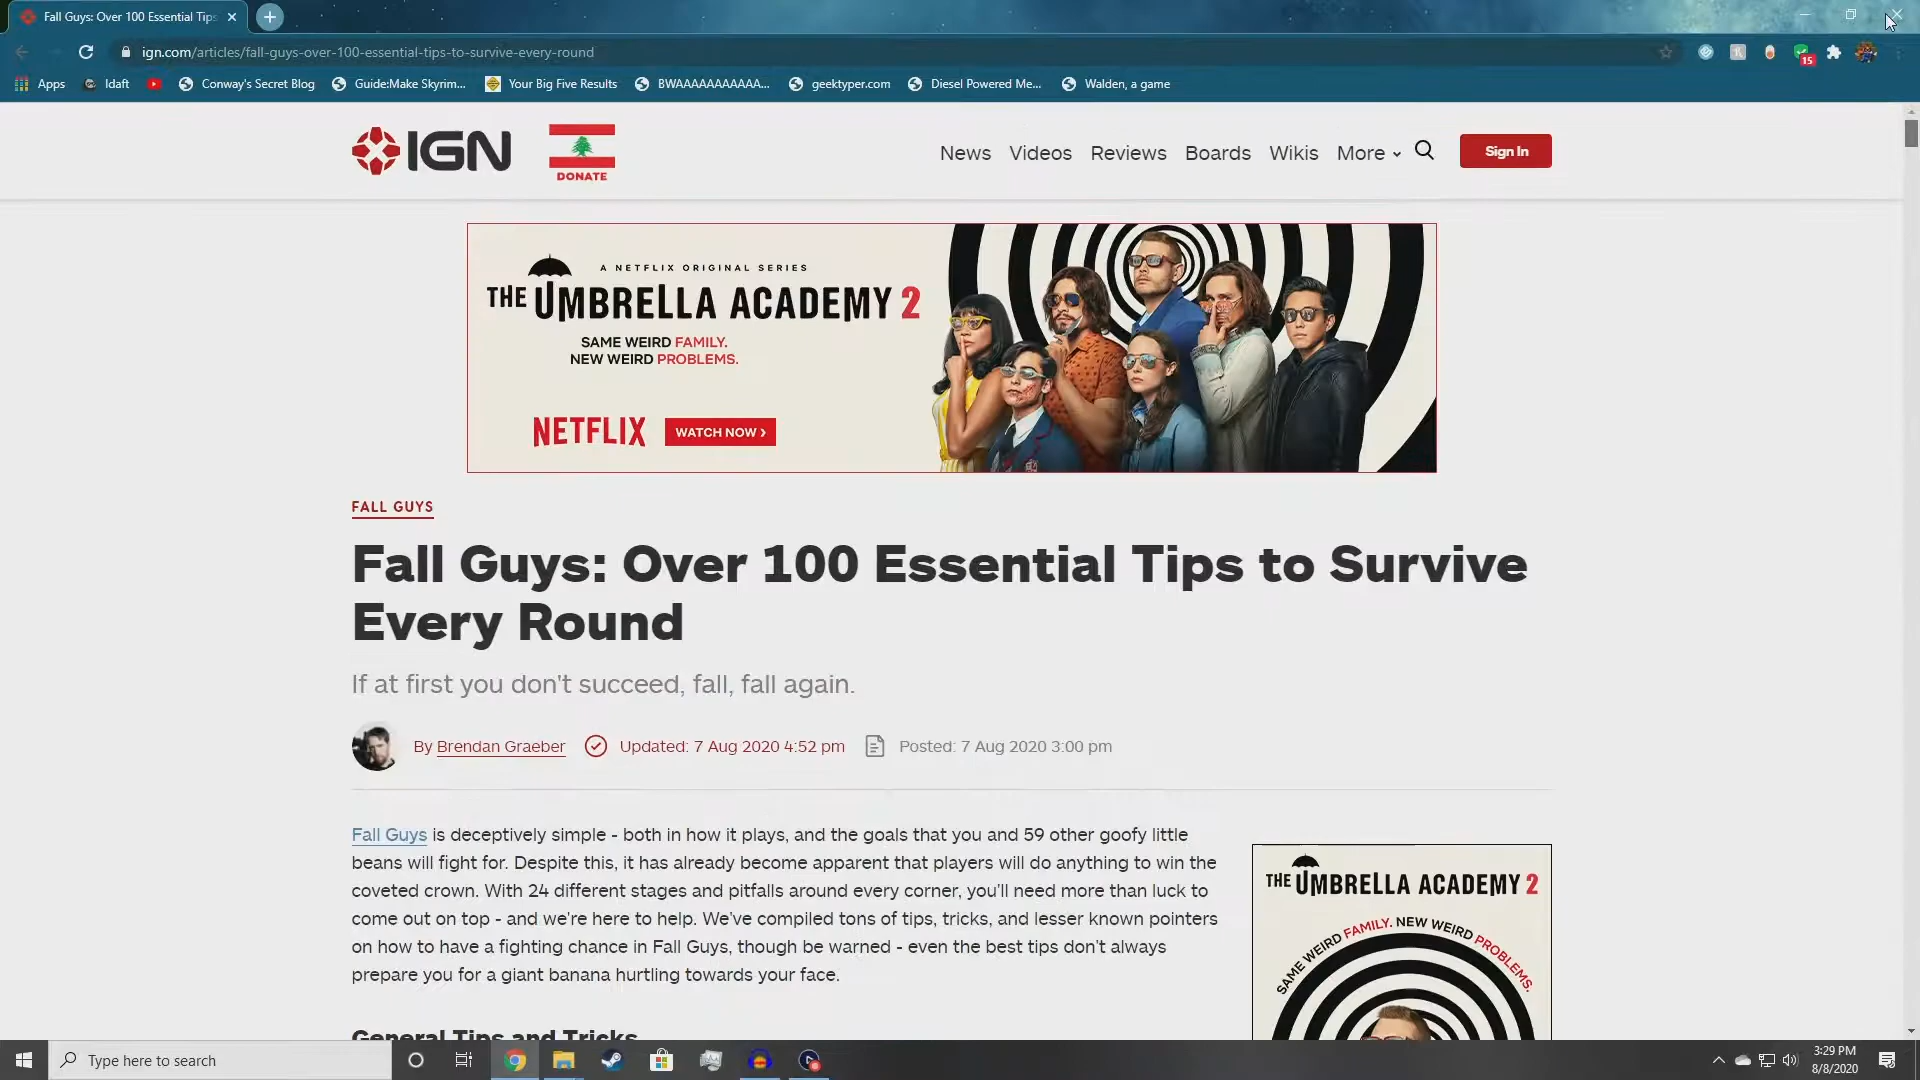 Fall Guys: Over 100 Essential Tips
ign.com/articles/fall-guys-over-100-essential-tips-to-survive-every-round
15
Apps Idaft Conway's Secret Blog Guide:Make Skyrim... Your Big Five Results BWAAAAAAAAAAA... geektyper.com Diesel Powered Me... Walden, a game
IGN
DONATE
News Videos Reviews Boards Wikis More Sign In
A NETFLIX ORIGINAL SERIES
THE UMBRELLA ACADEMY 2
SAME WEIRD FAMILY.
NEW WEIRD PROBLEMS.
NETFLIX WATCH NOW ›
FALL GUYS
Fall Guys: Over 100 Essential Tips to Survive
Every Round
If at first you don't succeed, fall, fall again.
By Brendan Graeber Updated: 7 Aug 2020 4:52 pm Posted: 7 Aug 2020 3:00 pm
Fall Guys is deceptively simple - both in how it plays, and the goals that you and 59 other goofy little
beans will fight for. Despite this, it has already become apparent that players will do anything to win the
coveted crown. With 24 different stages and pitfalls around every corner, you'll need more than luck to
come out on top - and we're here to help. We've compiled tons of tips, tricks, and lesser known pointers
on how to have a fighting chance in Fall Guys, though be warned - even the best tips don't always
prepare you for a giant banana hurtling towards your face.
General Tips and Tricks
THE UMBRELLA ACADEMY 2
SAME WEIRD FAMILY. NEW WEIRD PROBLEMS.
Type here to search
3:29 PM
8/8/2020